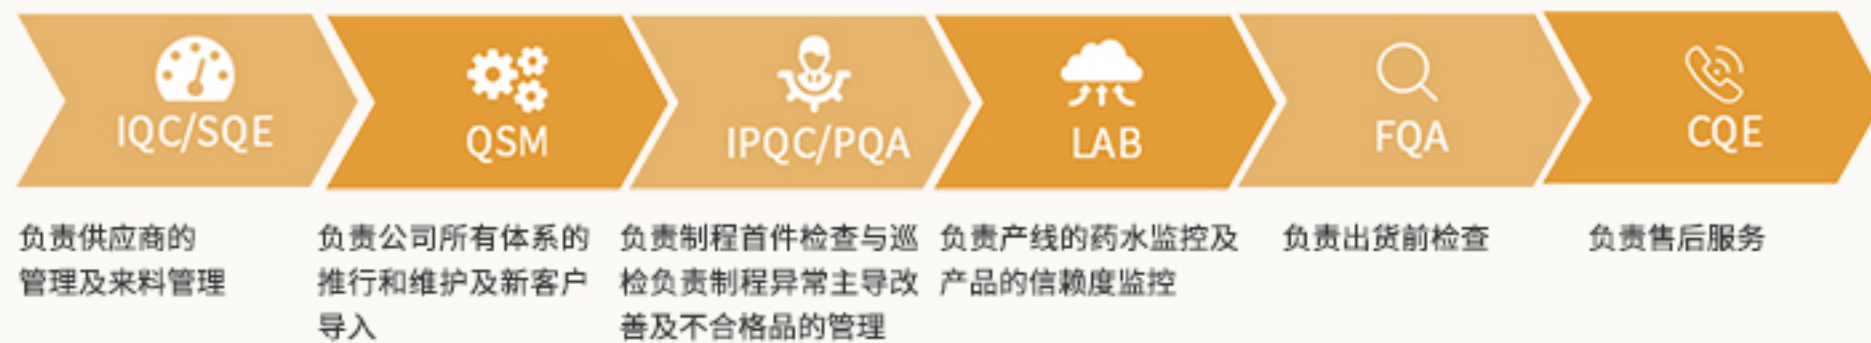 IQC/SQE
负责供应商的
管理及来料管理
QSM
负责公司所有体系的
推行和维护及新客户
导入
IPQC/PQA
负责制程首件检查与巡
检负责制程异常主导改
善及不合格品的管理
LAB
负责产线的药水监控及
产品的信赖度监控
FQA
负责出货前检查
CQE
负责售后服务